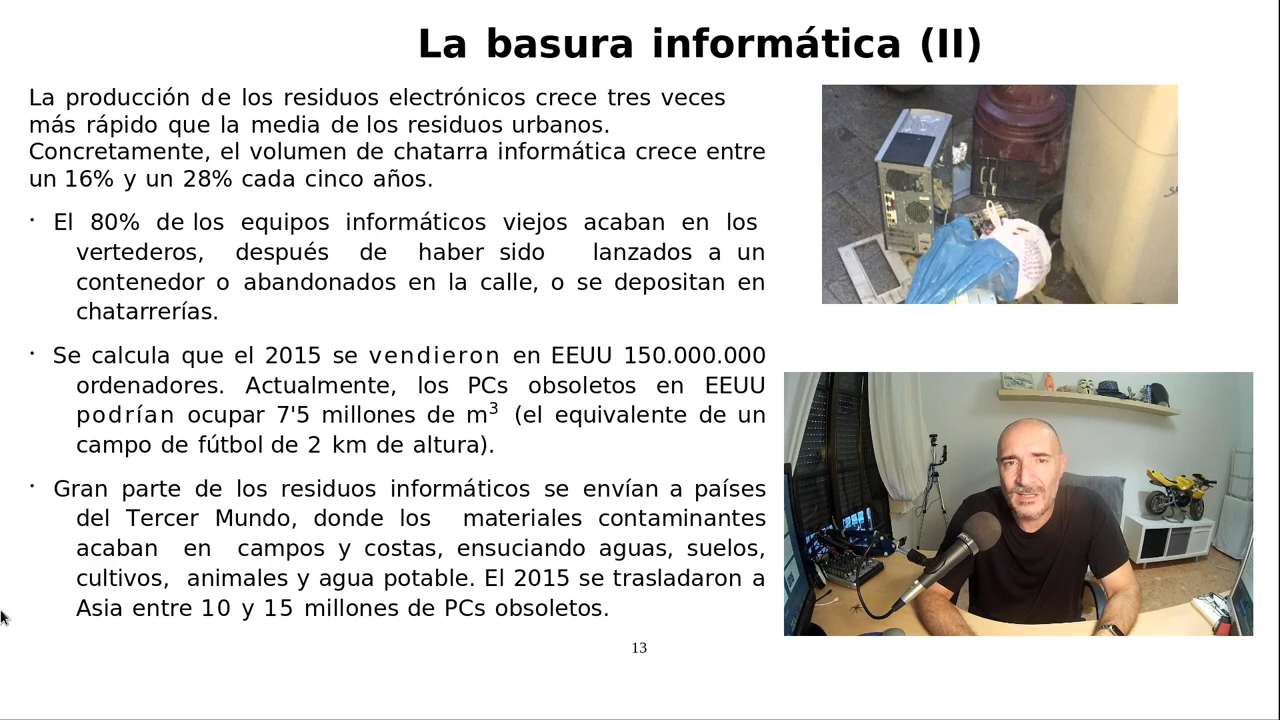 La basura informática (II)
La producción de los residuos electrónicos crece tres veces
más rápido que la media de los residuos urbanos.
Concretamente, el volumen de chatarra informática crece entre
un 16% y un 28% cada cinco años.
· El 80% de los equipos informáticos viejos acaban en los
vertederos, después de haber sido lanzados a un
contenedor o abandonados en la calle, o se depositan en
chatarrerías.
· Se calcula que el 2015 se vendieron en EEUU 150.000.000
ordenadores. Actualmente, los PCs obsoletos en EEUU
podrían ocupar 7'5 millones de m³ (el equivalente de un
campo de fútbol de 2 km de altura).
· Gran parte de los residuos informáticos se envían a países
del Tercer Mundo, donde los materiales contaminantes
acaban en campos y costas, ensuciando aguas, suelos,
cultivos, animales y agua potable. El 2015 se trasladaron a
Asia entre 10 y 15 millones de PCs obsoletos.
13